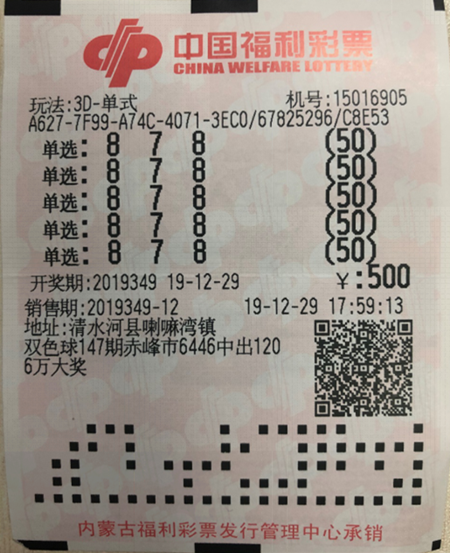 中国福利彩票
CHINA WELFARE LOTTERY
玩法:3D-单式 机号:15016905
A627-7F99-A74C-4071-3EC0/67825296/C8E53
单选: 8 7 8 (50)
单选: 8 7 8 (50)
单选: 8 7 8 (50)
单选: 8 7 8 (50)
单选: 8 7 8 (50)
开奖期:2019349 19-12-29 ¥:500
销售期:2019349-12 19-12-29 17:59:13
地址:清水河县喇嘛湾镇
双色球147期赤峰市6446中出120
6万大奖
内蒙古福利彩票发行管理中心承销